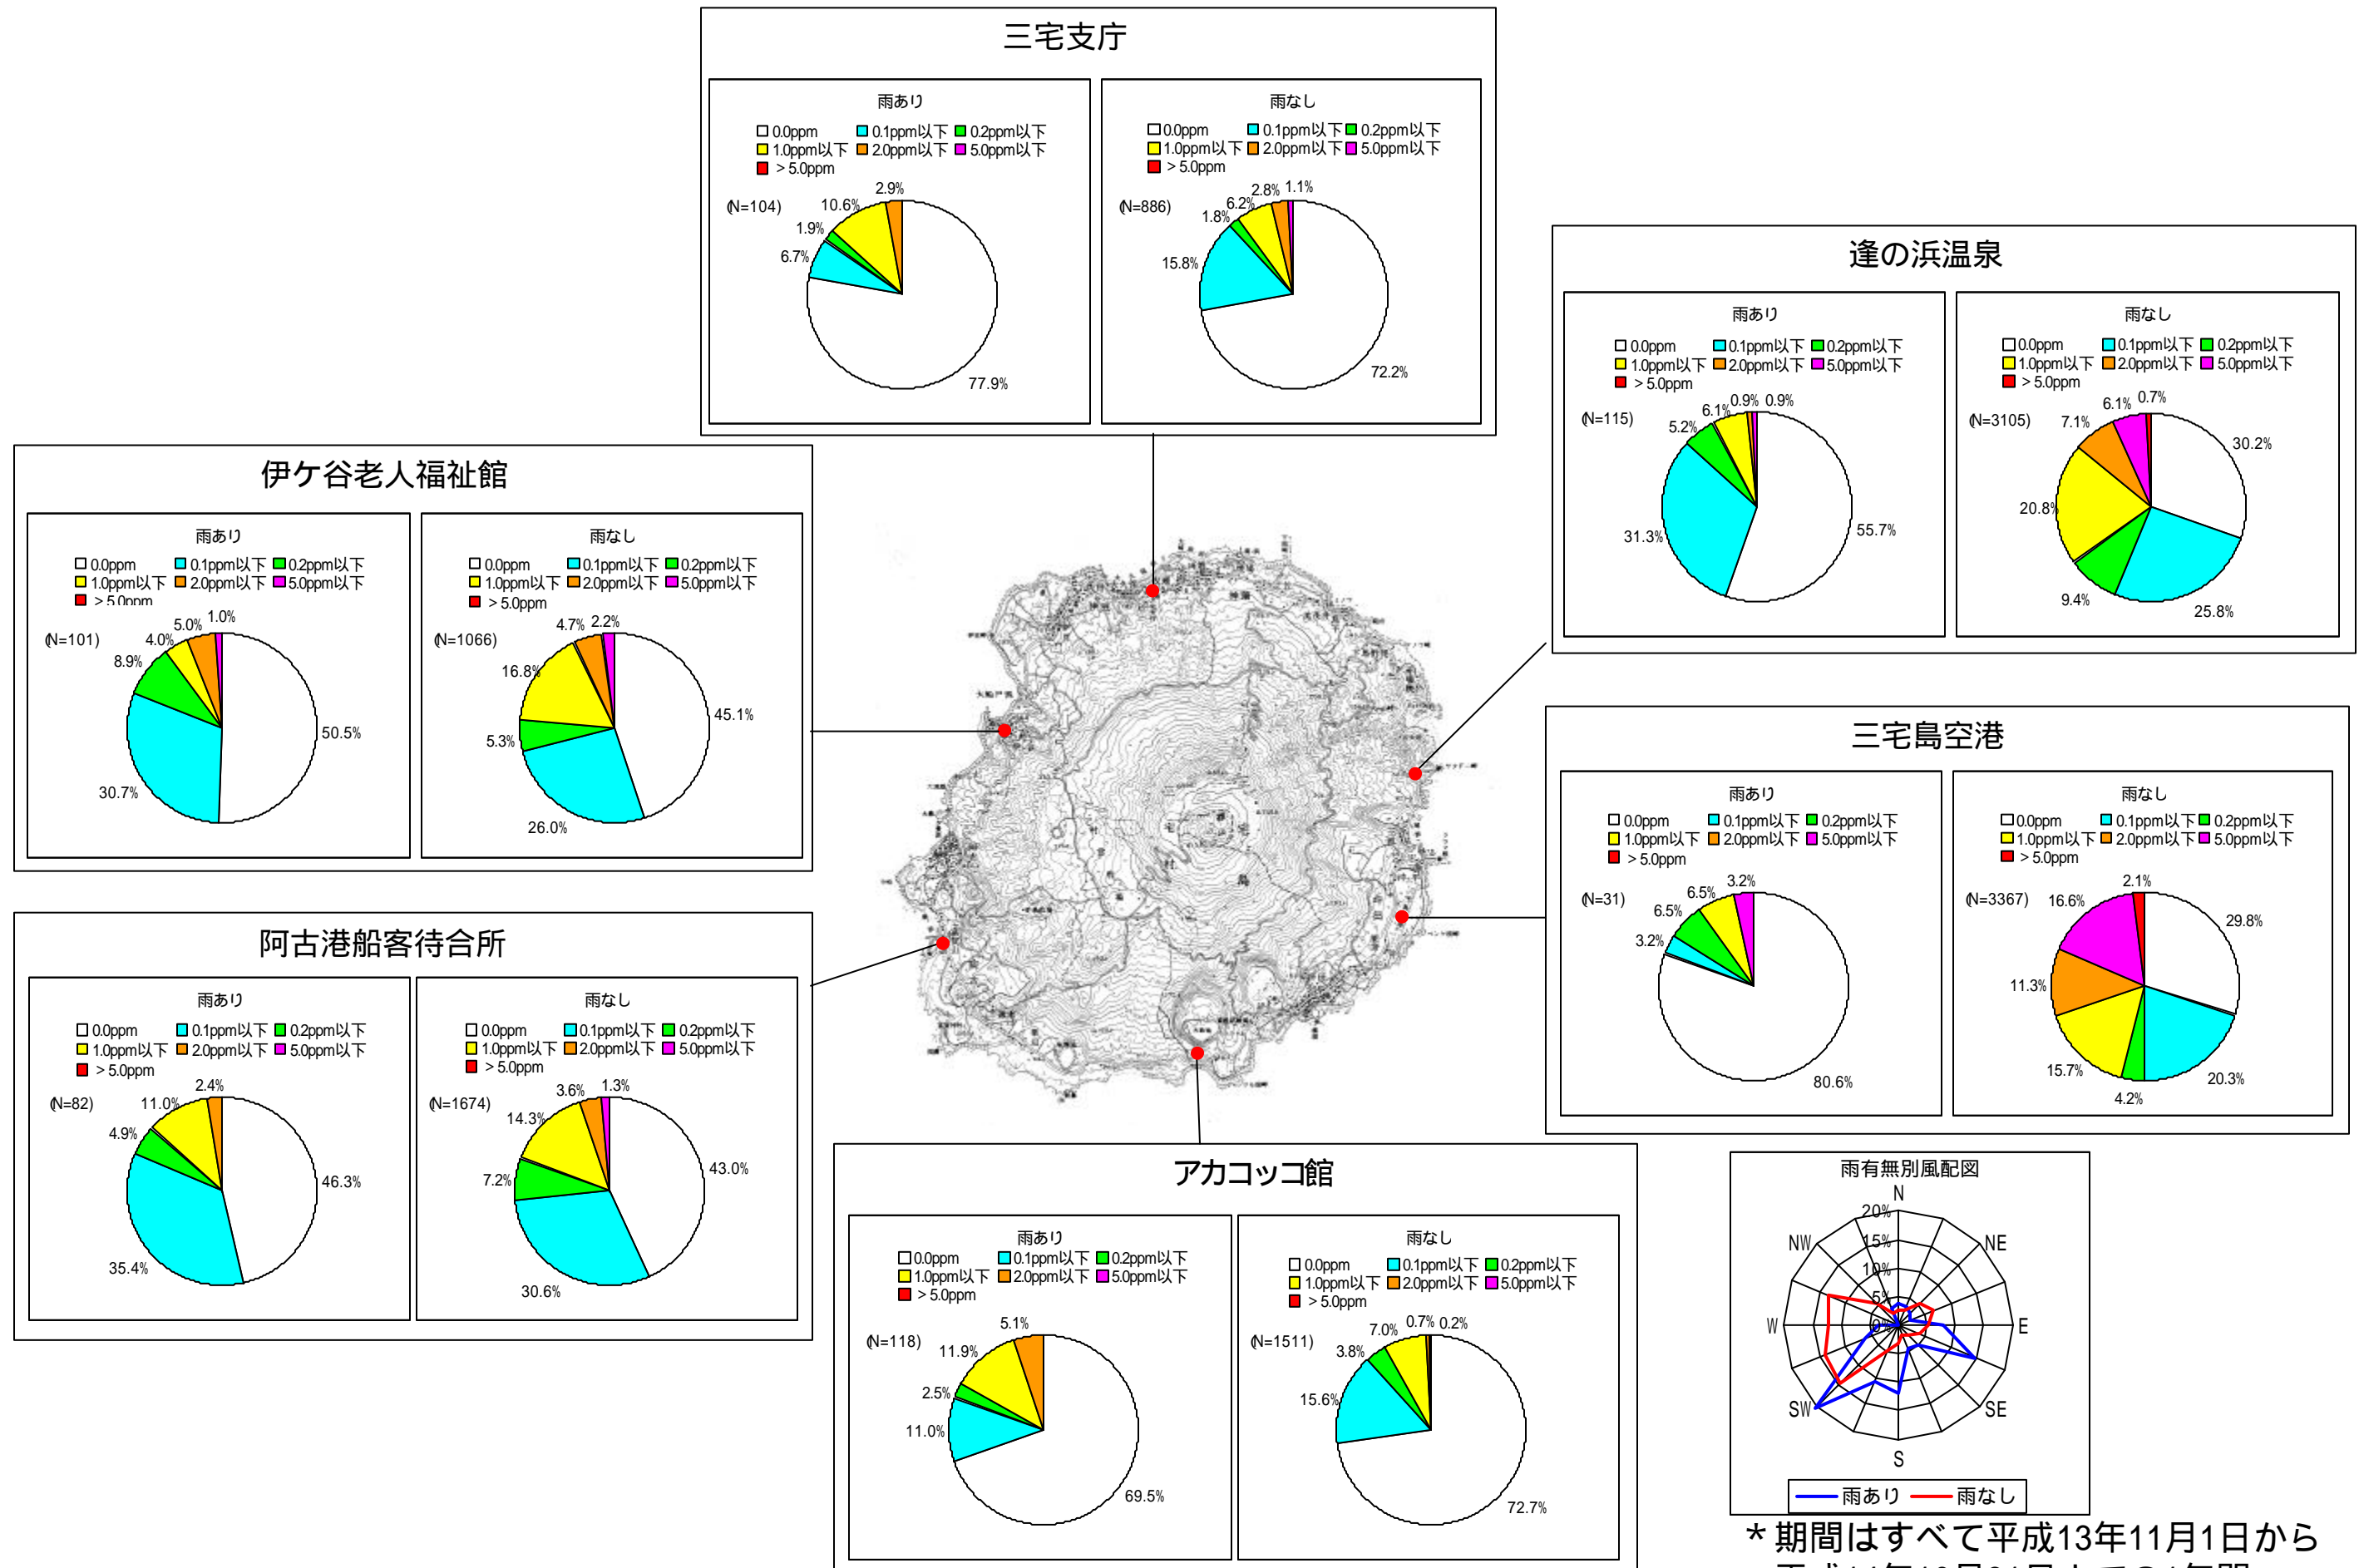 三宅支庁
雨あり
0.0ppm 0.1ppm以下 0.2ppm以下
1.0ppm以下 2.0ppm以下 5.0ppm以下
> 5.0ppm
(N=104)
2.9%
10.6%
1.9%
6.7%
77.9%
雨なし
0.0ppm 0.1ppm以下 0.2ppm以下
1.0ppm以下 2.0ppm以下 5.0ppm以下
> 5.0ppm
(N=886)
2.8% 1.1%
6.2%
1.8%
15.8%
72.2%
逢の浜温泉
雨あり
0.0ppm 0.1ppm以下 0.2ppm以下
1.0ppm以下 2.0ppm以下 5.0ppm以下
> 5.0ppm
(N=115)
6.1% 0.9% 0.9%
5.2%
31.3%
55.7%
雨なし
0.0ppm 0.1ppm以下 0.2ppm以下
1.0ppm以下 2.0ppm以下 5.0ppm以下
> 5.0ppm
(N=3105)
6.1% 0.7%
7.1%
30.2%
20.8%
9.4%
25.8%
伊ケ谷老人福祉館
雨あり
0.0ppm 0.1ppm以下 0.2ppm以下
1.0ppm以下 2.0ppm以下 5.0ppm以下
> 5.0ppm
(N=101)
5.0% 1.0%
4.0%
8.9%
50.5%
30.7%
雨なし
0.0ppm 0.1ppm以下 0.2ppm以下
1.0ppm以下 2.0ppm以下 5.0ppm以下
> 5.0ppm
(N=1066)
4.7% 2.2%
16.8%
45.1%
5.3%
26.0%
三宅島空港
雨あり
0.0ppm 0.1ppm以下 0.2ppm以下
1.0ppm以下 2.0ppm以下 5.0ppm以下
> 5.0ppm
(N=31)
3.2%
6.5%
6.5%
3.2%
80.6%
雨なし
0.0ppm 0.1ppm以下 0.2ppm以下
1.0ppm以下 2.0ppm以下 5.0ppm以下
> 5.0ppm
(N=3367)
2.1%
16.6%
29.8%
11.3%
15.7%
20.3%
4.2%
阿古港船客待合所
雨あり
0.0ppm 0.1ppm以下 0.2ppm以下
1.0ppm以下 2.0ppm以下 5.0ppm以下
> 5.0ppm
(N=82)
2.4%
11.0%
4.9%
46.3%
35.4%
雨なし
0.0ppm 0.1ppm以下 0.2ppm以下
1.0ppm以下 2.0ppm以下 5.0ppm以下
> 5.0ppm
(N=1674)
3.6% 1.3%
14.3%
43.0%
7.2%
30.6%
アカコッコ館
雨あり
0.0ppm 0.1ppm以下 0.2ppm以下
1.0ppm以下 2.0ppm以下 5.0ppm以下
> 5.0ppm
(N=118)
5.1%
11.9%
2.5%
11.0%
69.5%
雨なし
0.0ppm 0.1ppm以下 0.2ppm以下
1.0ppm以下 2.0ppm以下 5.0ppm以下
> 5.0ppm
(N=1511)
0.7% 0.2%
7.0%
3.8%
15.6%
72.7%
雨有無別風配図
N
20%
NW 15% NE
10%
5%
W 0% E
SW SE
S
雨あり 雨なし
*期間はすべて平成13年11月1日から